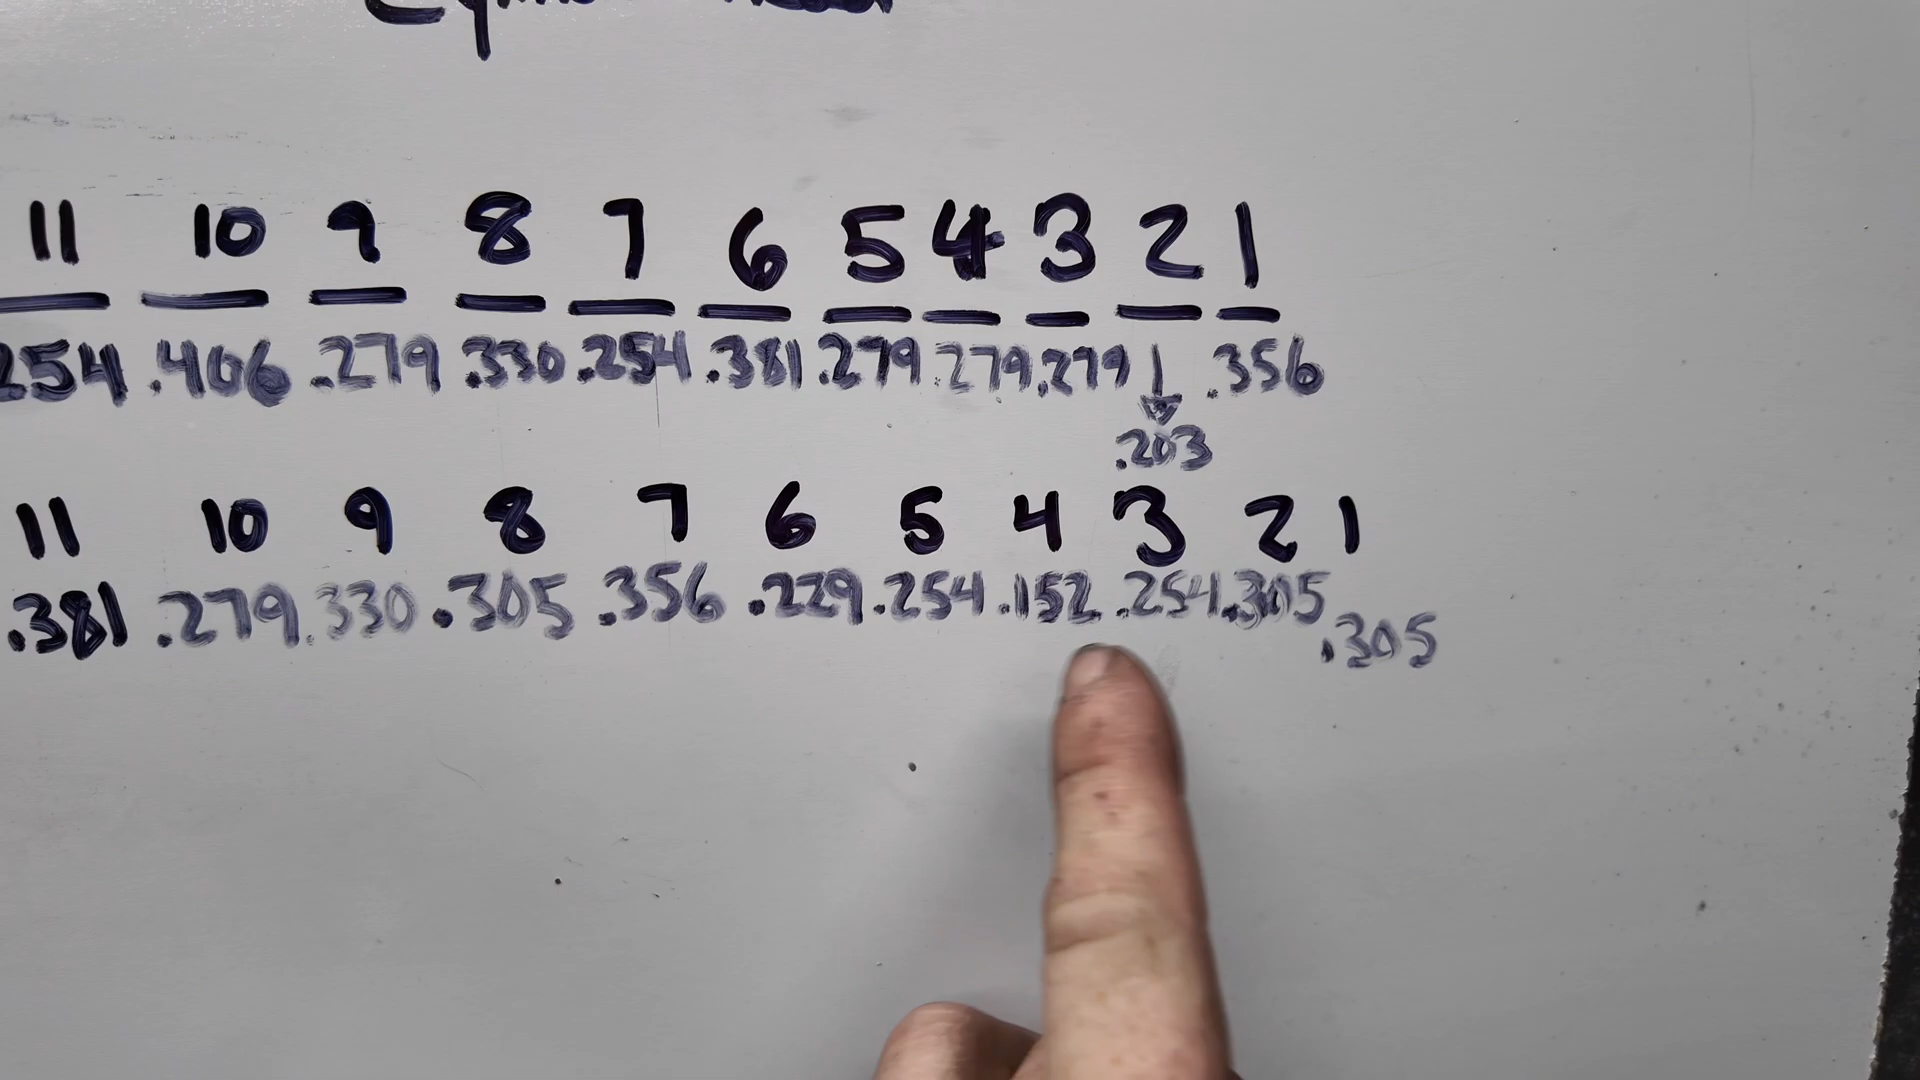 11 10 9 8 7 6 5 4 3 2 1
254 .406 .279 .330 .254 .381 .279 .279 .279 .356
.203
11 10 9 8 7 6 5 4 3 2 1
.381 .279 .330 .305 .356 .229 .254 .152 .254 .305
.305